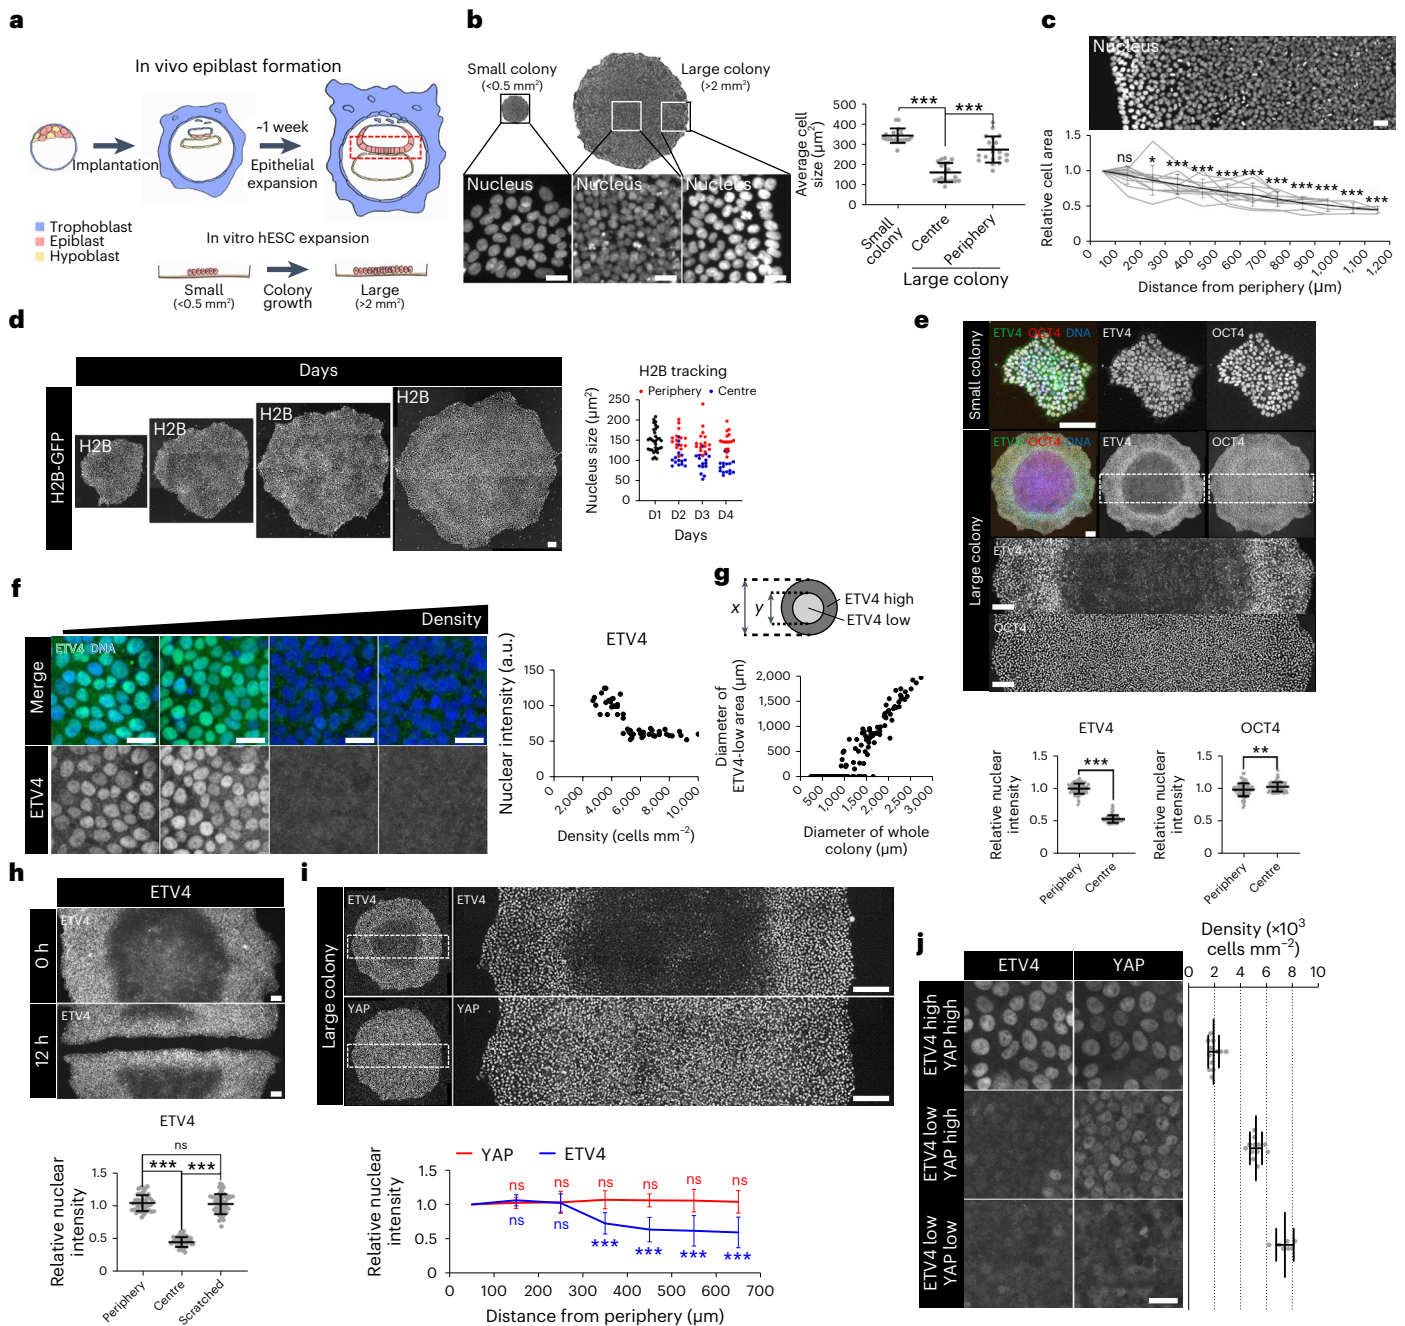 a
In vivo epiblast formation
Implantation
~1 week
Epithelial
expansion
Trophoblast
Epiblast
Hypoblast
In vitro hESC expansion
Small
(<0.5 mm²)
Colony
growth
Large
(>2 mm²)
b
Small colony
(<0.5 mm²)
Large colony
(>2 mm²)
Nucleus
Nucleus
Nucleus
Average cell
size (µm²)
500
400
300
200
100
0
***
***
Small
colony
Centre
Periphery
Large colony
c
Nucleus
Relative cell area
1.5
1.0
0.5
0
ns
*
***
***
***
***
***
***
***
***
***
0
100
200
300
400
500
600
700
800
900
1,000
1,100
1,200
Distance from periphery (µm)
d
Days
H2B-GFP
H2B
H2B
H2B
H2B
H2B tracking
Periphery
Centre
Nucleus size (µm²)
250
200
150
100
50
0
D1
D2
D3
D4
Days
e
Small colony
ETV4 OCT4 DNA
ETV4
OCT4
Large colony
ETV4 OCT4 DNA
ETV4
OCT4
ETV4
OCT4
ETV4
Relative nuclear
intensity
1.5
1.0
0.5
0
***
Periphery
Centre
OCT4
Relative nuclear
intensity
1.5
1.0
0.5
0
**
Periphery
Centre
f
Density
Merge
ETV4 DNA
ETV4
ETV4
Nuclear intensity (a.u.)
150
100
50
0
0
2,000
4,000
6,000
8,000
10,000
Density (cells mm⁻²)
g
x
y
ETV4 high
ETV4 low
Diameter of
ETV4-low area (µm)
2,000
1,500
1,000
500
0
0
500
1,000
1,500
2,000
2,500
3,000
Diameter of whole
colony (µm)
h
ETV4
0 h
ETV4
12 h
ETV4
ETV4
Relative nuclear
intensity
1.5
1.0
0.5
0
ns
***
***
Periphery
Centre
Scratched
i
Large colony
ETV4
ETV4
YAP
YAP
YAP
ETV4
Relative nuclear
intensity
1.5
1.0
0.5
0
ns
ns
ns
ns
ns
ns
ns
ns
***
***
***
***
0
100
200
300
400
500
600
700
Distance from periphery (µm)
j
ETV4
YAP
Density (×10³
cells mm⁻²)
0
2
4
6
8
10
ETV4 high
YAP high
ETV4 low
YAP high
ETV4 low
YAP low